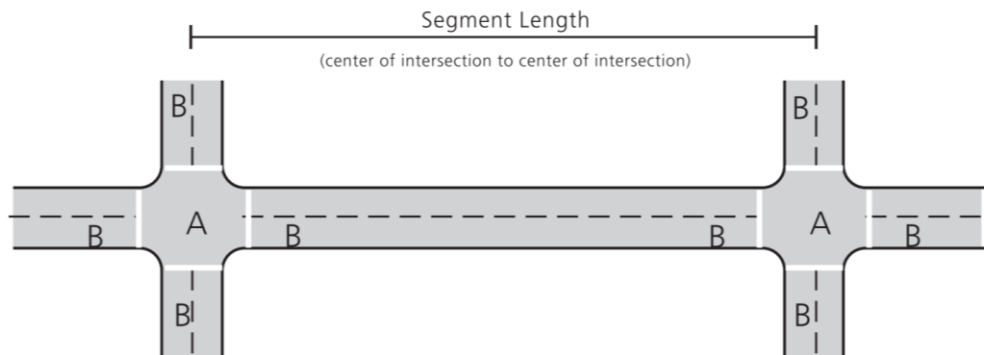 Segment Length
(center of intersection to center of intersection)
B B
B A B B A B
B B